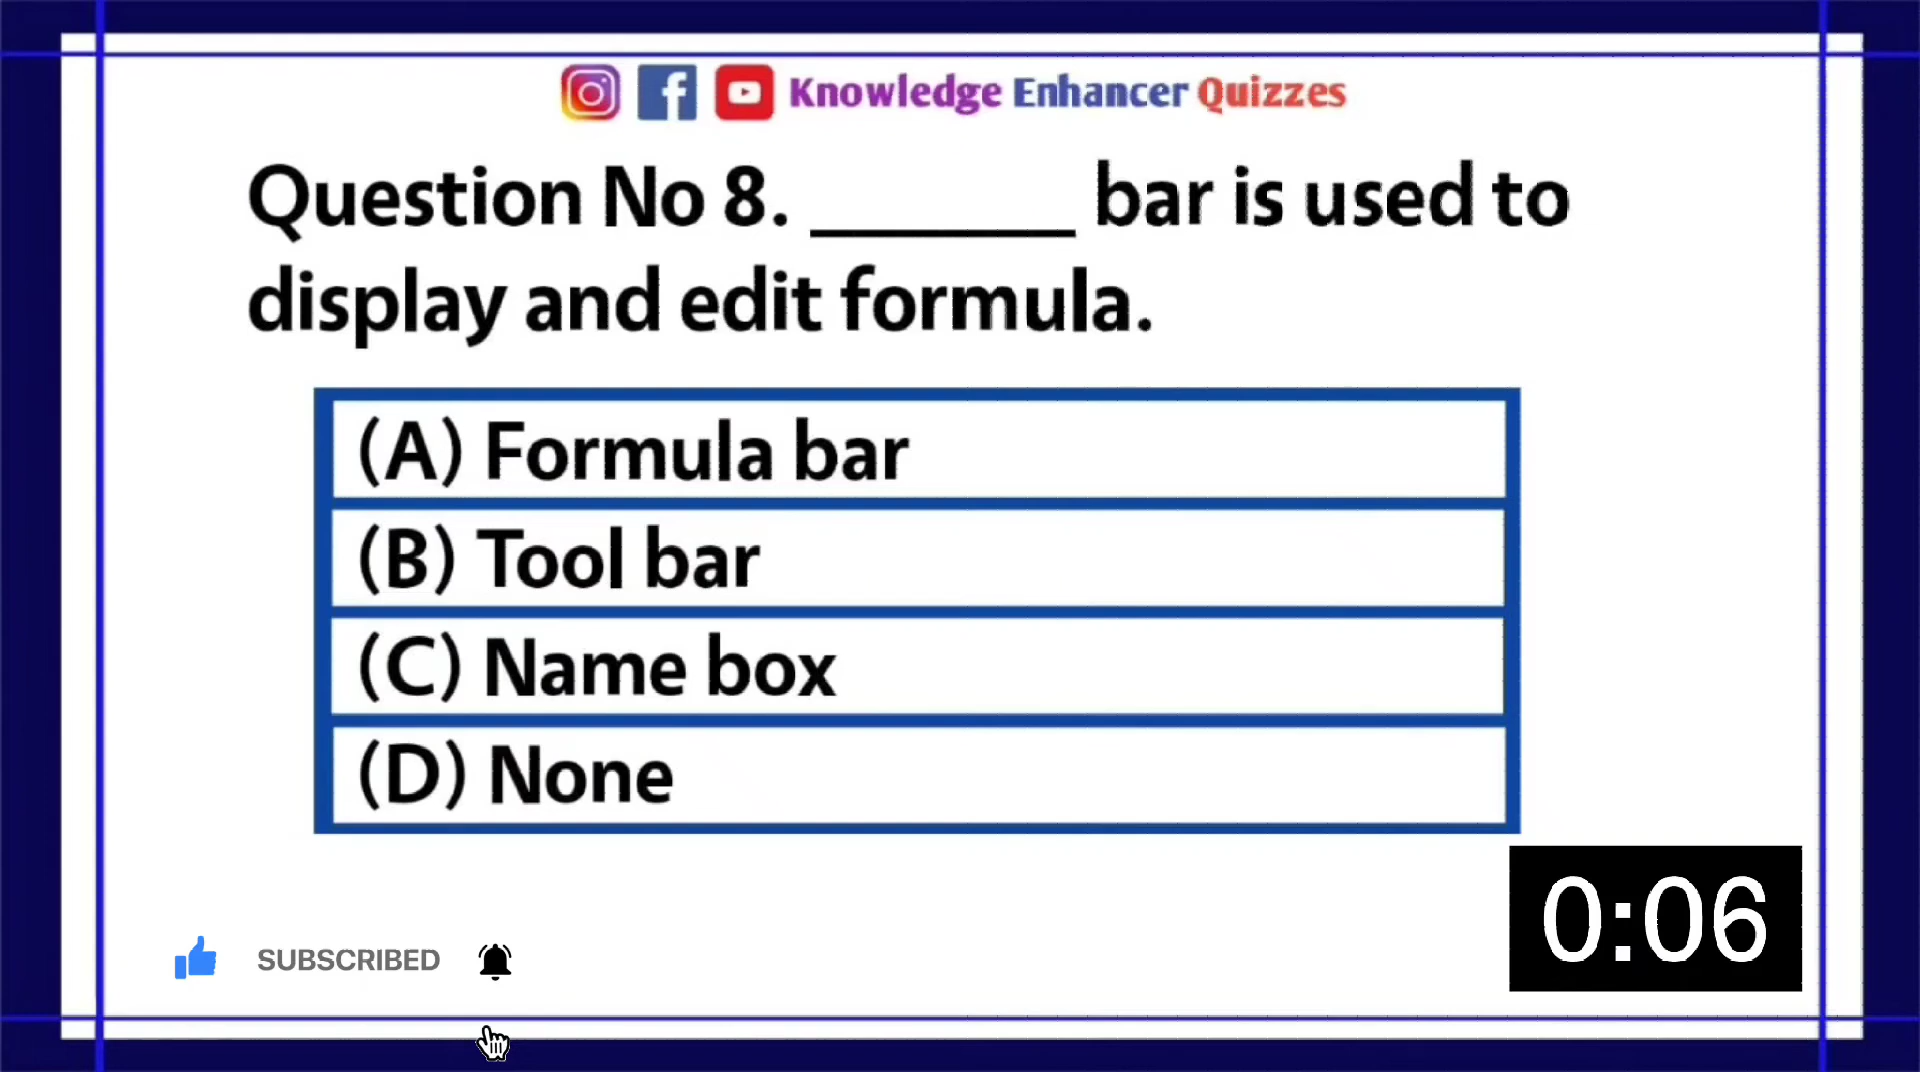 Knowledge Enhancer Quizzes
Question No 8. _______ bar is used to
display and edit formula.
(A) Formula bar
(B) Tool bar
(C) Name box
(D) None
0:06
SUBSCRIBED